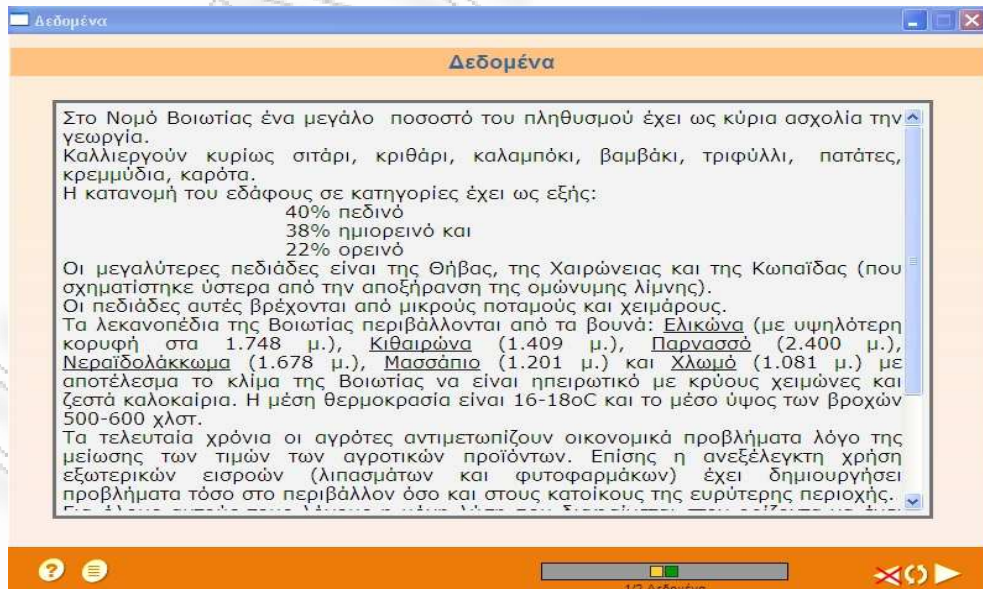 Δεδομένα
Δεδομένα
Στο Νομό Βοιωτίας ένα μεγάλο ποσοστό του πληθυσμού έχει ως κύρια ασχολία την
γεωργία.
Καλλιεργούν κυρίως σιτάρι, κριθάρι, καλαμπόκι, βαμβάκι, τριφύλλι, πατάτες,
κρεμμύδια, καρότα.
Η κατανομή του εδάφους σε κατηγορίες έχει ως εξής:
40% πεδινό
38% ημιορεινό και
22% ορεινό
Οι μεγαλύτερες πεδιάδες είναι της Θήβας, της Χαιρώνειας και της Κωπαΐδας (που
σχηματίστηκε ύστερα από την αποξήρανση της ομώνυμης λίμνης).
Οι πεδιάδες αυτές βρέχονται από μικρούς ποταμούς και χειμάρους.
Τα λεκανοπέδια της Βοιωτίας περιβάλλονται από τα βουνά: Ελικώνα (με υψηλότερη
κορυφή στα 1.748 μ.), Κιθαιρώνα (1.409 μ.), Παρνασσό (2.400 μ.),
Νεραϊδολάκκωμα (1.678 μ.), Μασσάπιο (1.201 μ.) και Χλωμό (1.081 μ.) με
αποτέλεσμα το κλίμα της Βοιωτίας να είναι ηπειρωτικό με κρύους χειμώνες και
ζεστά καλοκαίρια. Η μέση θερμοκρασία είναι 16-18oC και το μέσο ύψος των βροχών
500-600 χλστ.
Τα τελευταία χρόνια οι αγρότες αντιμετωπίζουν οικονομικά προβλήματα λόγο της
μείωσης των τιμών των αγροτικών προϊόντων. Επίσης η ανεξέλεγκτη χρήση
εξωτερικών εισροών (λιπασμάτων και φυτοφαρμάκων) έχει δημιουργήσει
προβλήματα τόσο στο περιβάλλον όσο και στους κατοίκους της ευρύτερης περιοχής.
Δεδομένα